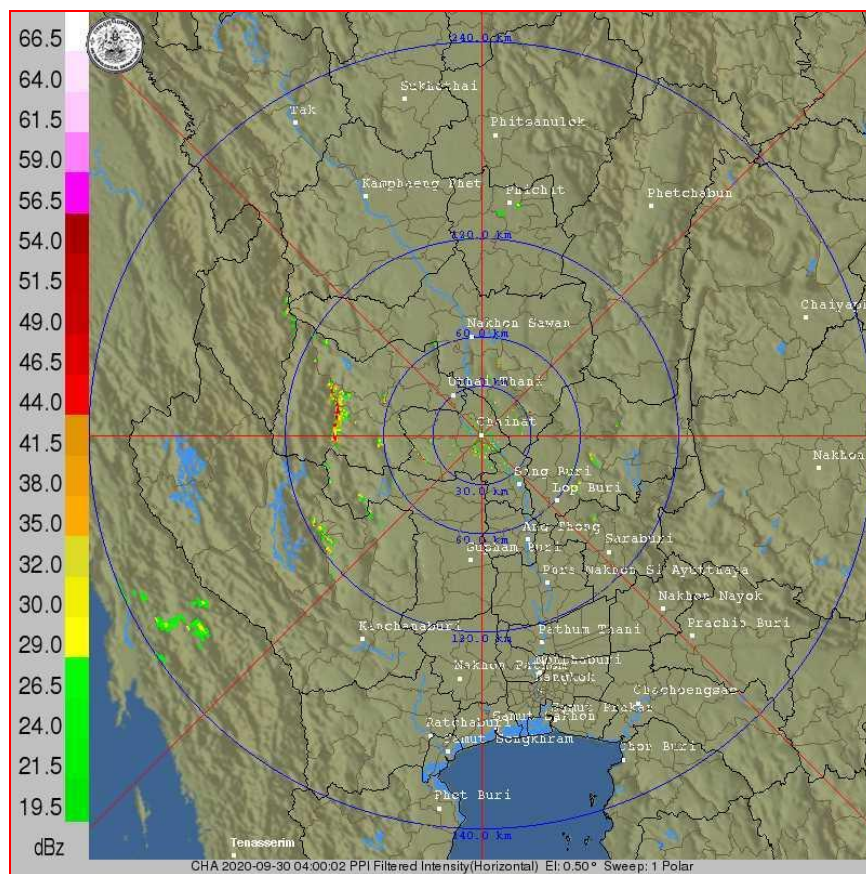 66.5
64.0
61.5
59.0
56.5
54.0
51.5
49.0
46.5
44.0
41.5
38.0
35.0
32.0
30.0
29.0
26.5
24.0
21.5
19.5
dBz
240.0 km
Sukhothai
Tak
Phitsanulok
Kamphaeng Phet
Phichit
Phetchabun
120.0 km
Chaiyaph
Nakhon Sawan
60.0 km
Uthai Thani
Chainat
Nakhon
Sing Buri
30.0 km
Lop Buri
Ang Thong
60.0 km
Suphan Buri
Saraburi
Pora Nakhon Si Ayutthaya
Nakhon Nayok
Prachin Buri
120.0 km
Kanchanaburi
Pathum Thani
Nonthaburi
Nakhon Pathom
Bangkok
Chachoengsao
Samut Prakan
Samut Sakhon
Ratchaburi
Samut Songkhram
Chon Buri
Phet Buri
240.0 km
Tenasserim
CHA 2020-09-30 04:00:02 PPI Filtered Intensity(Horizontal) El: 0.50° Sweep: 1 Polar